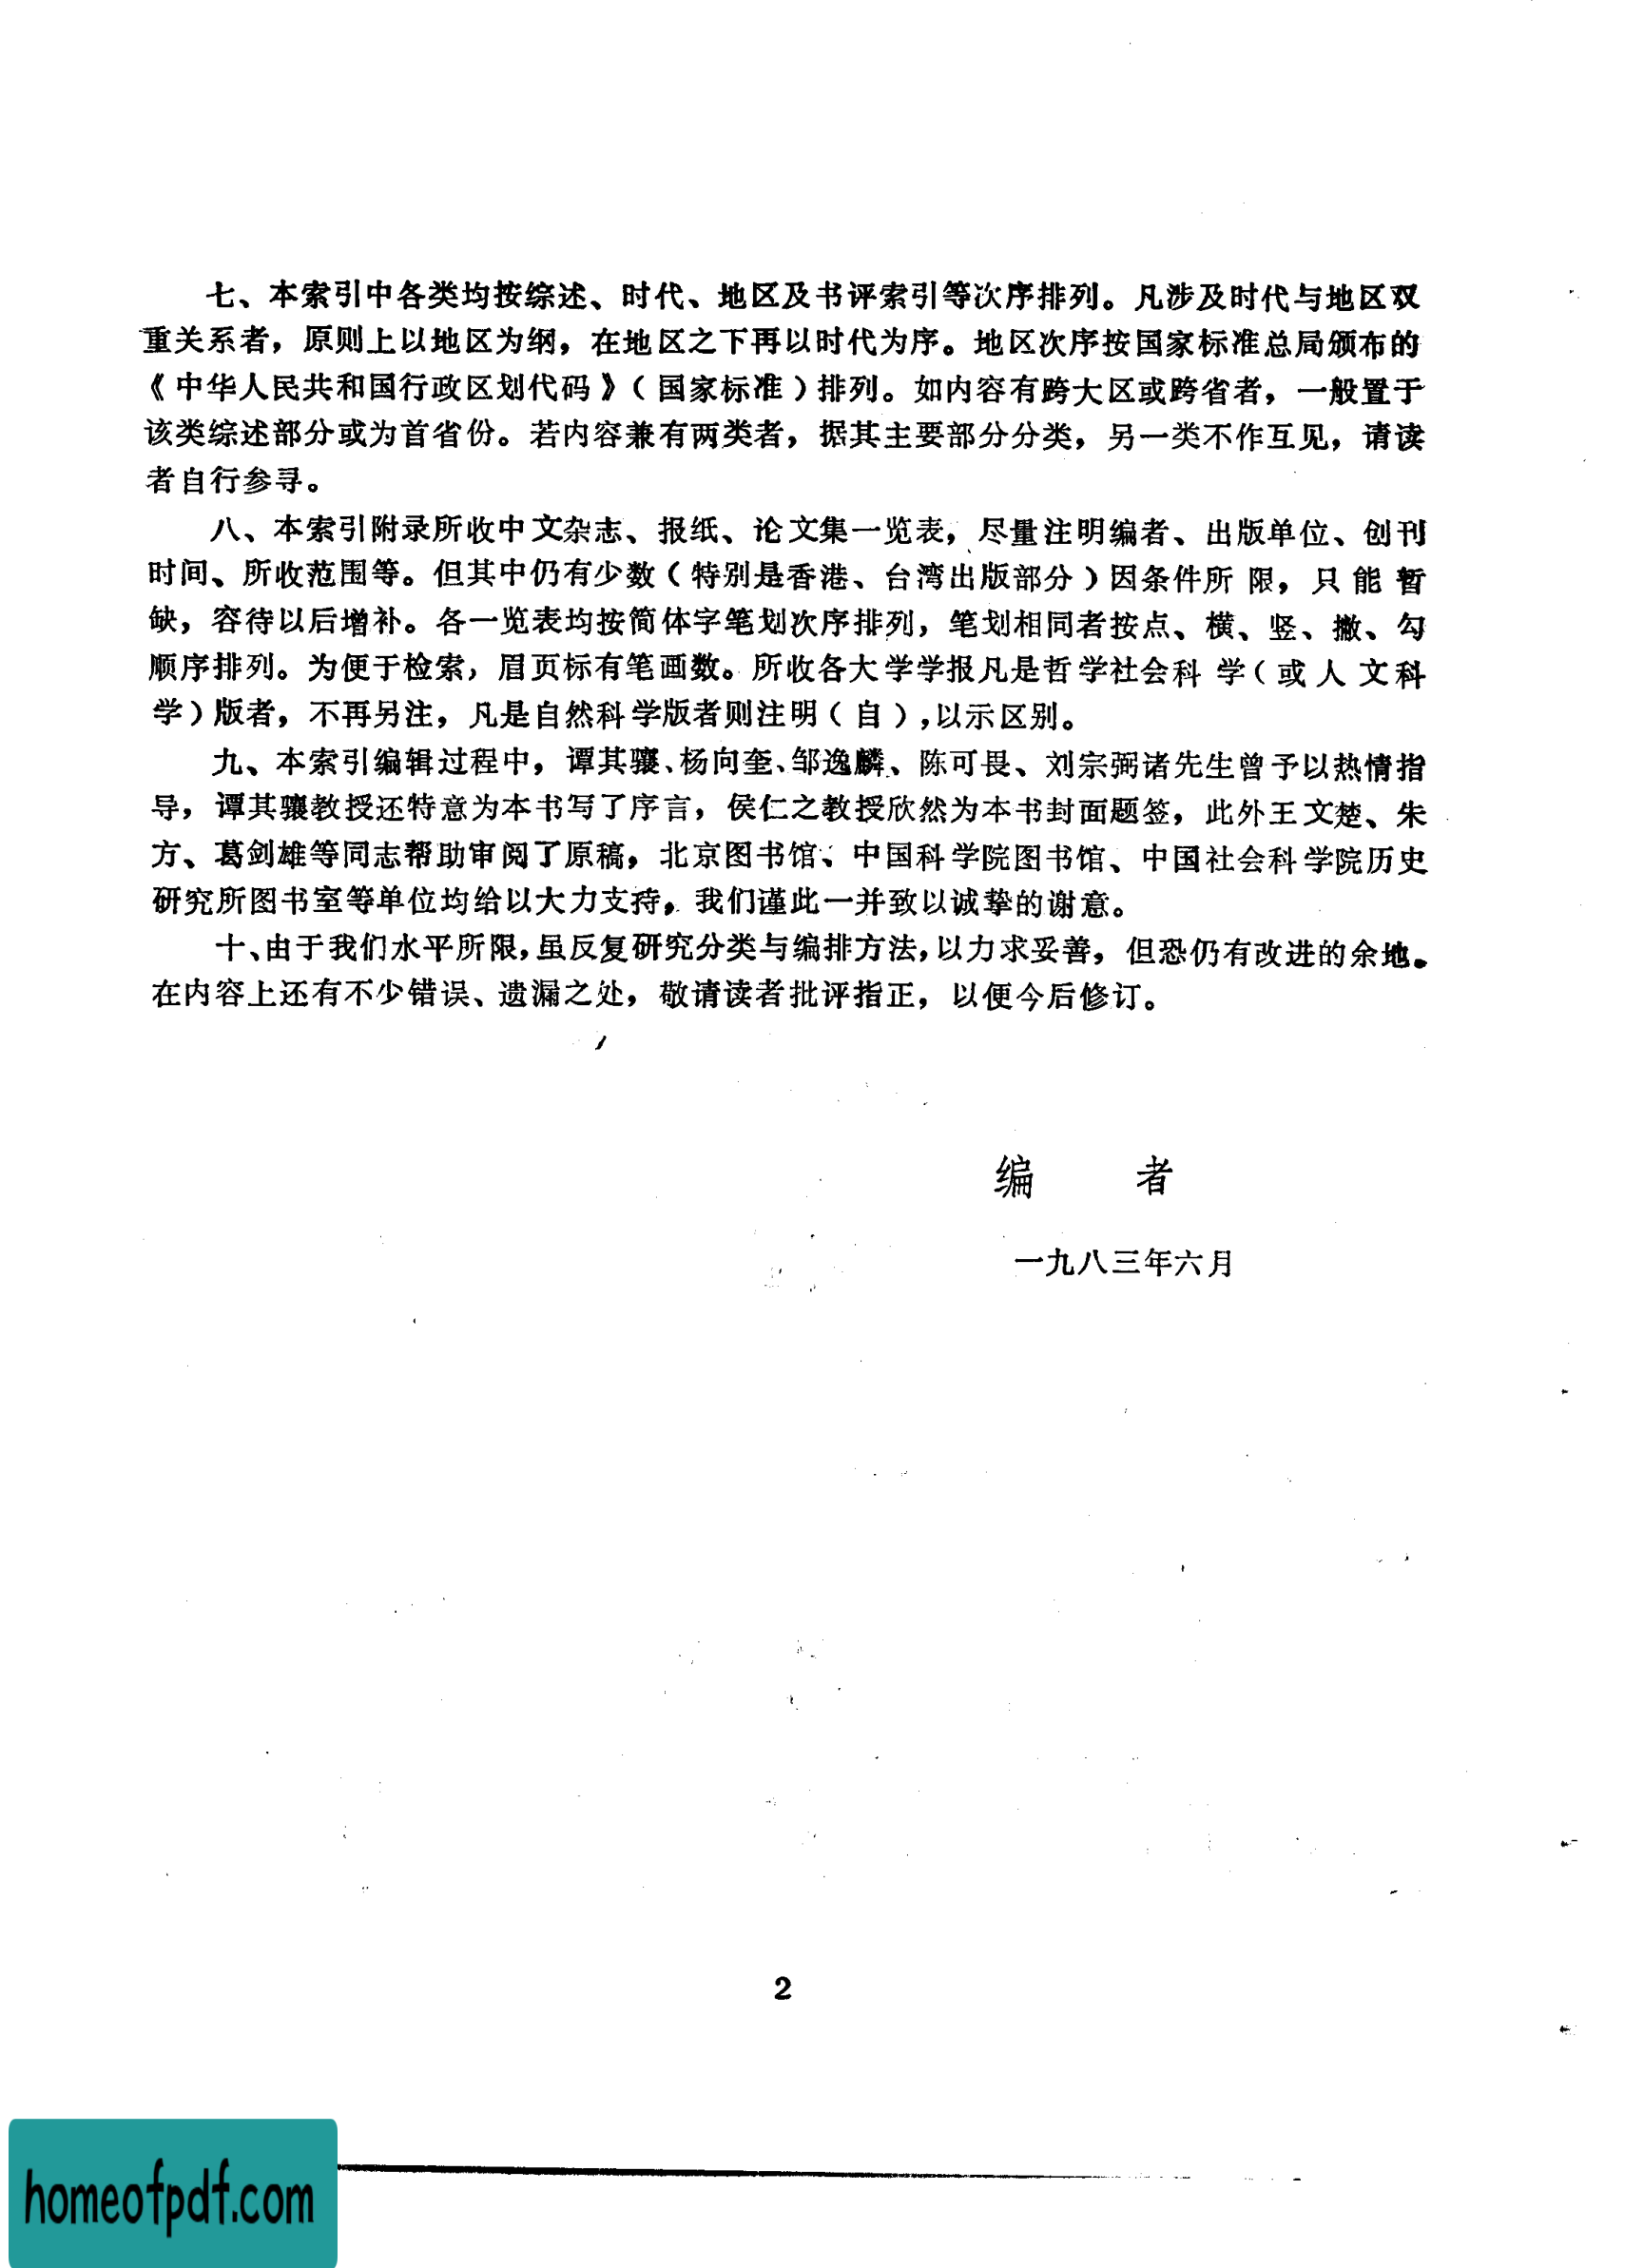 七、本索引中各类均按综述、时代、地区及书评索引等次序排列。凡涉及时代与地区双
重关系者，原则上以地区为纲，在地区之下再以时代为序。地区次序按国家标准总局颁布的
《中华人民共和国行政区划代码》（国家标准）排列。如内容有跨大区或跨省者，一般置于
该类综述部分或为首省份。若内容兼有两类者，据其主要部分分类，另一类不作互见，请读
者自行参寻。
八、本索引附录所收中文杂志、报纸、论文集一览表，尽量注明编者、出版单位、创刊
时间、所收范围等。但其中仍有少数（特别是香港、台湾出版部分）因条件所限，只能暂
缺，容待以后增补。各一览表均按简体字笔划次序排列，笔划相同者按点、横、竖、撇、勾
顺序排列。为便于检索，眉页标有笔画数。所收各大学学报凡是哲学社会科学（或人文科
学）版者，不再另注，凡是自然科学版者则注明（自），以示区别。
九、本索引编辑过程中，谭其骧、杨向奎、邹逸麟、陈可畏、刘宗弼诸先生曾予以热情指
导，谭其骧教授还特意为本书写了序言，侯仁之教授欣然为本书封面题签，此外王文楚、朱
方、葛剑雄等同志帮助审阅了原稿，北京图书馆、中国科学院图书馆、中国社会科学院历史
研究所图书室等单位均给以大力支持，我们谨此一并致以诚挚的谢意。
十、由于我们水平所限，虽反复研究分类与编排方法，以力求妥善，但恐仍有改进的余地。
在内容上还有不少错误、遗漏之处，敬请读者批评指正，以便今后修订。
编 者
一九八三年六月
2
homeofpdf.com